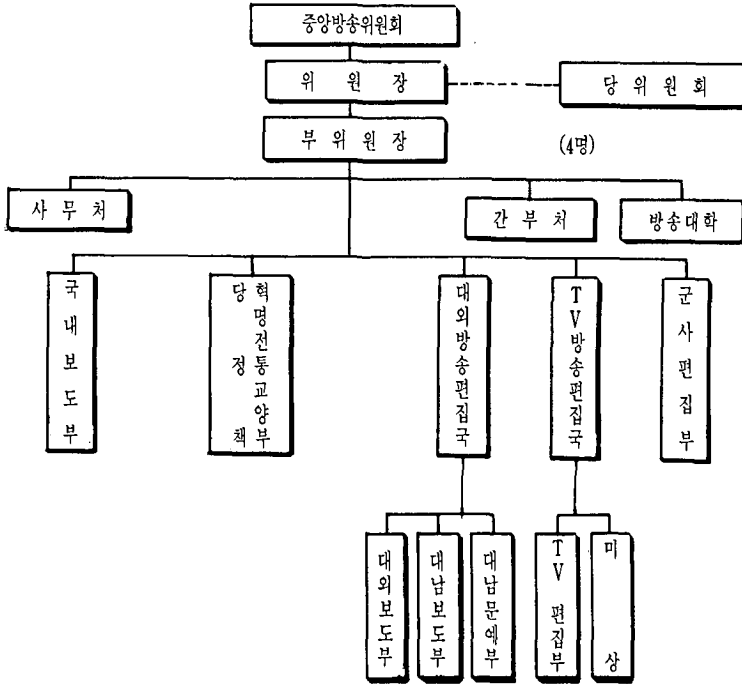 중앙방송위원회
위 원 장
당 위 원 회
부 위 원 장
(4명)
사 무 처
간 부 처
방송대학
국내보도부
당 정 책
혁명전통교양부
대외방송편집국
TV방송편집국
군사편집부
대외보도부
대남보도부
대남문예부
TV 편집부
미 상